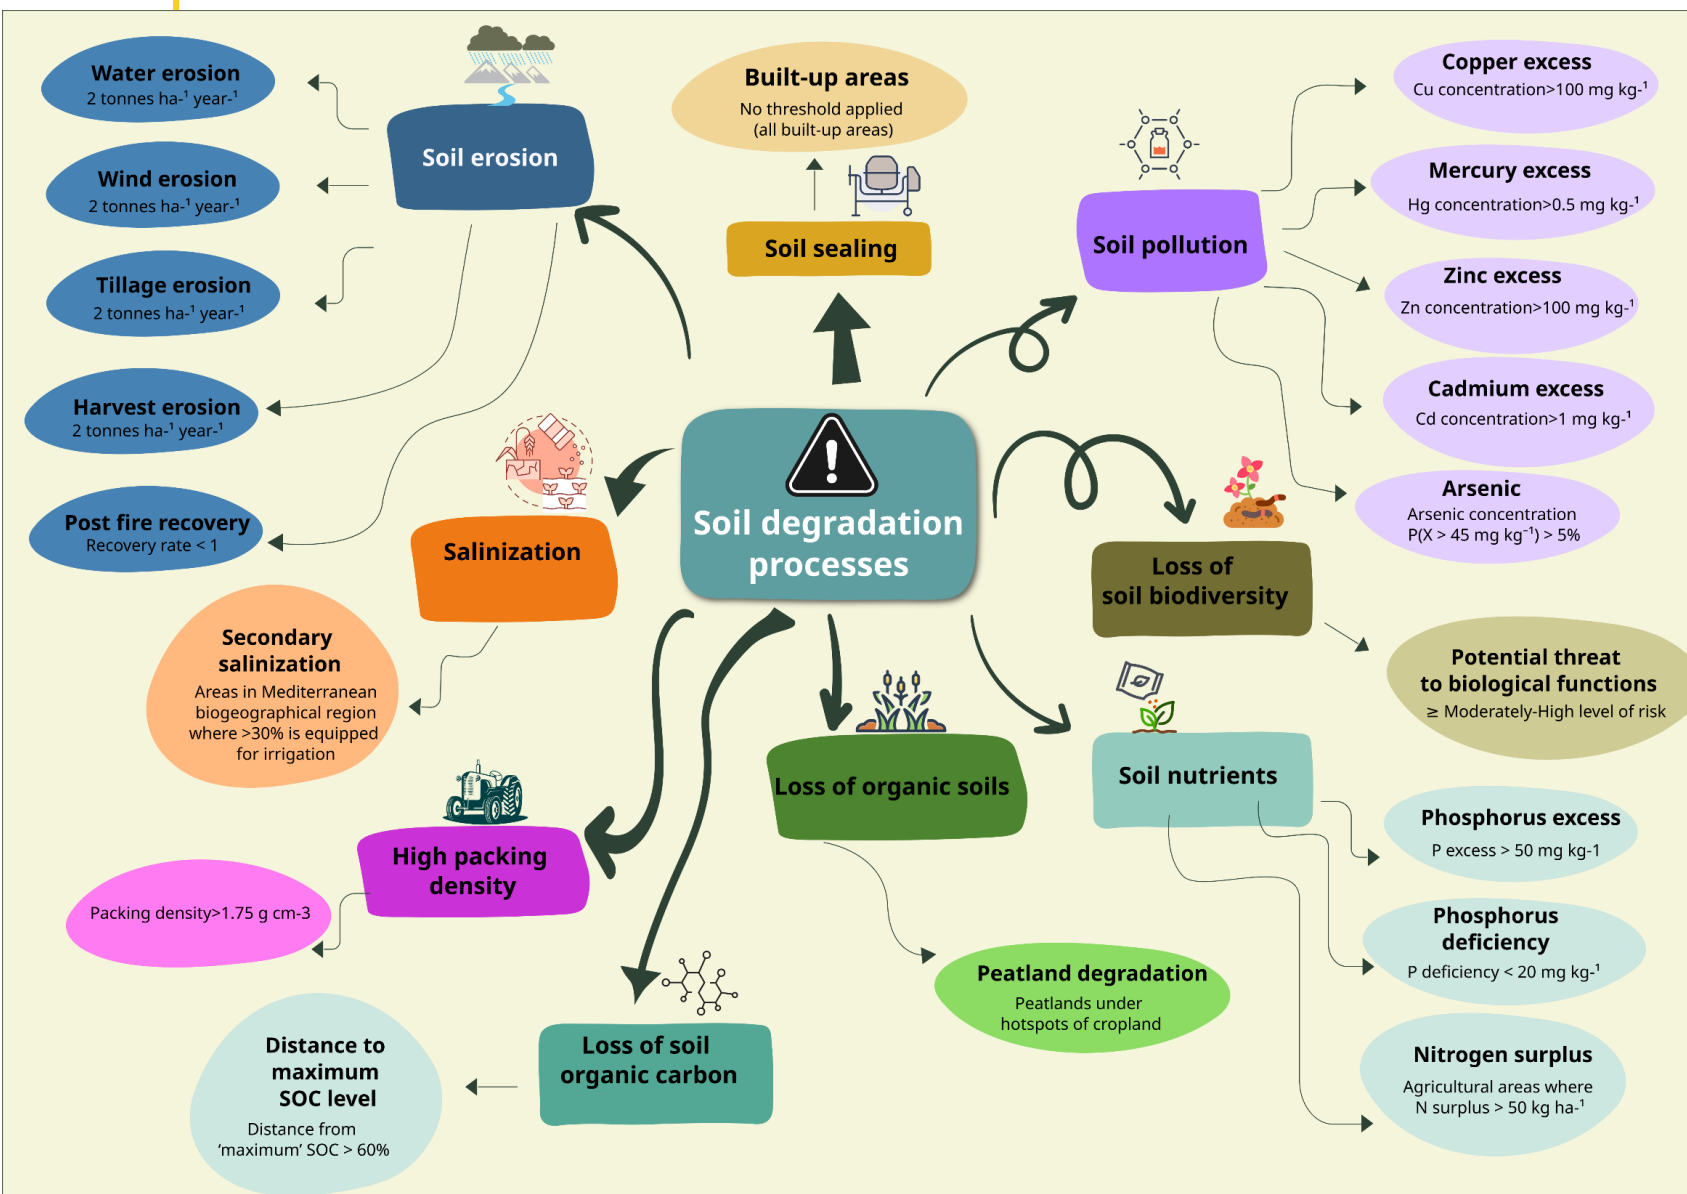 Soil degradation
processes
Soil erosion
Water erosion
2 tonnes ha-¹ year-¹
Wind erosion
2 tonnes ha-¹ year-¹
Tillage erosion
2 tonnes ha-¹ year-¹
Harvest erosion
2 tonnes ha-¹ year-¹
Post fire recovery
Recovery rate < 1
Soil sealing
Built-up areas
No threshold applied
(all built-up areas)
Soil pollution
Copper excess
Cu concentration>100 mg kg-¹
Mercury excess
Hg concentration>0.5 mg kg-¹
Zinc excess
Zn concentration>100 mg kg-¹
Cadmium excess
Cd concentration>1 mg kg-¹
Arsenic
Arsenic concentration
P(X > 45 mg kg⁻¹) > 5%
Loss of
soil biodiversity
Potential threat
to biological functions
≥ Moderately-High level of risk
Soil nutrients
Phosphorus excess
P excess > 50 mg kg-1
Phosphorus
deficiency
P deficiency < 20 mg kg-¹
Nitrogen surplus
Agricultural areas where
N surplus > 50 kg ha-¹
Loss of organic soils
Peatland degradation
Peatlands under
hotspots of cropland
Loss of soil
organic carbon
Distance to
maximum
SOC level
Distance from
‘maximum’ SOC > 60%
High packing
density
Packing density>1.75 g cm-3
Salinization
Secondary
salinization
Areas in Mediterranean
biogeographical region
where >30% is equipped
for irrigation